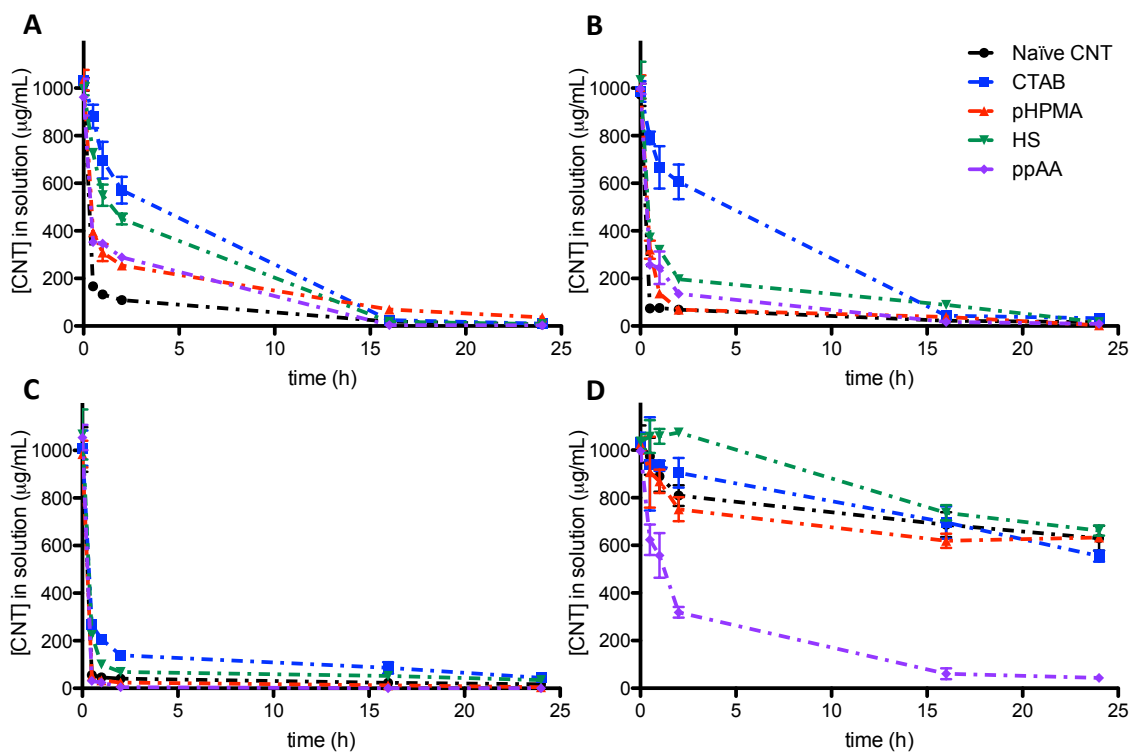 A
[CNT] in solution (µg/mL)
1000
800
600
400
200
0
0 5 10 15 20 25
time (h)
B
[CNT] in solution (µg/mL)
1000
800
600
400
200
0
0 5 10 15 20 25
time (h)
Naïve CNT
CTAB
pHPMA
HS
ppAA
C
[CNT] in solution (µg/mL)
1000
800
600
400
200
0
0 5 10 15 20 25
time (h)
D
[CNT] in solution (µg/mL)
1000
800
600
400
200
0
0 5 10 15 20 25
time (h)